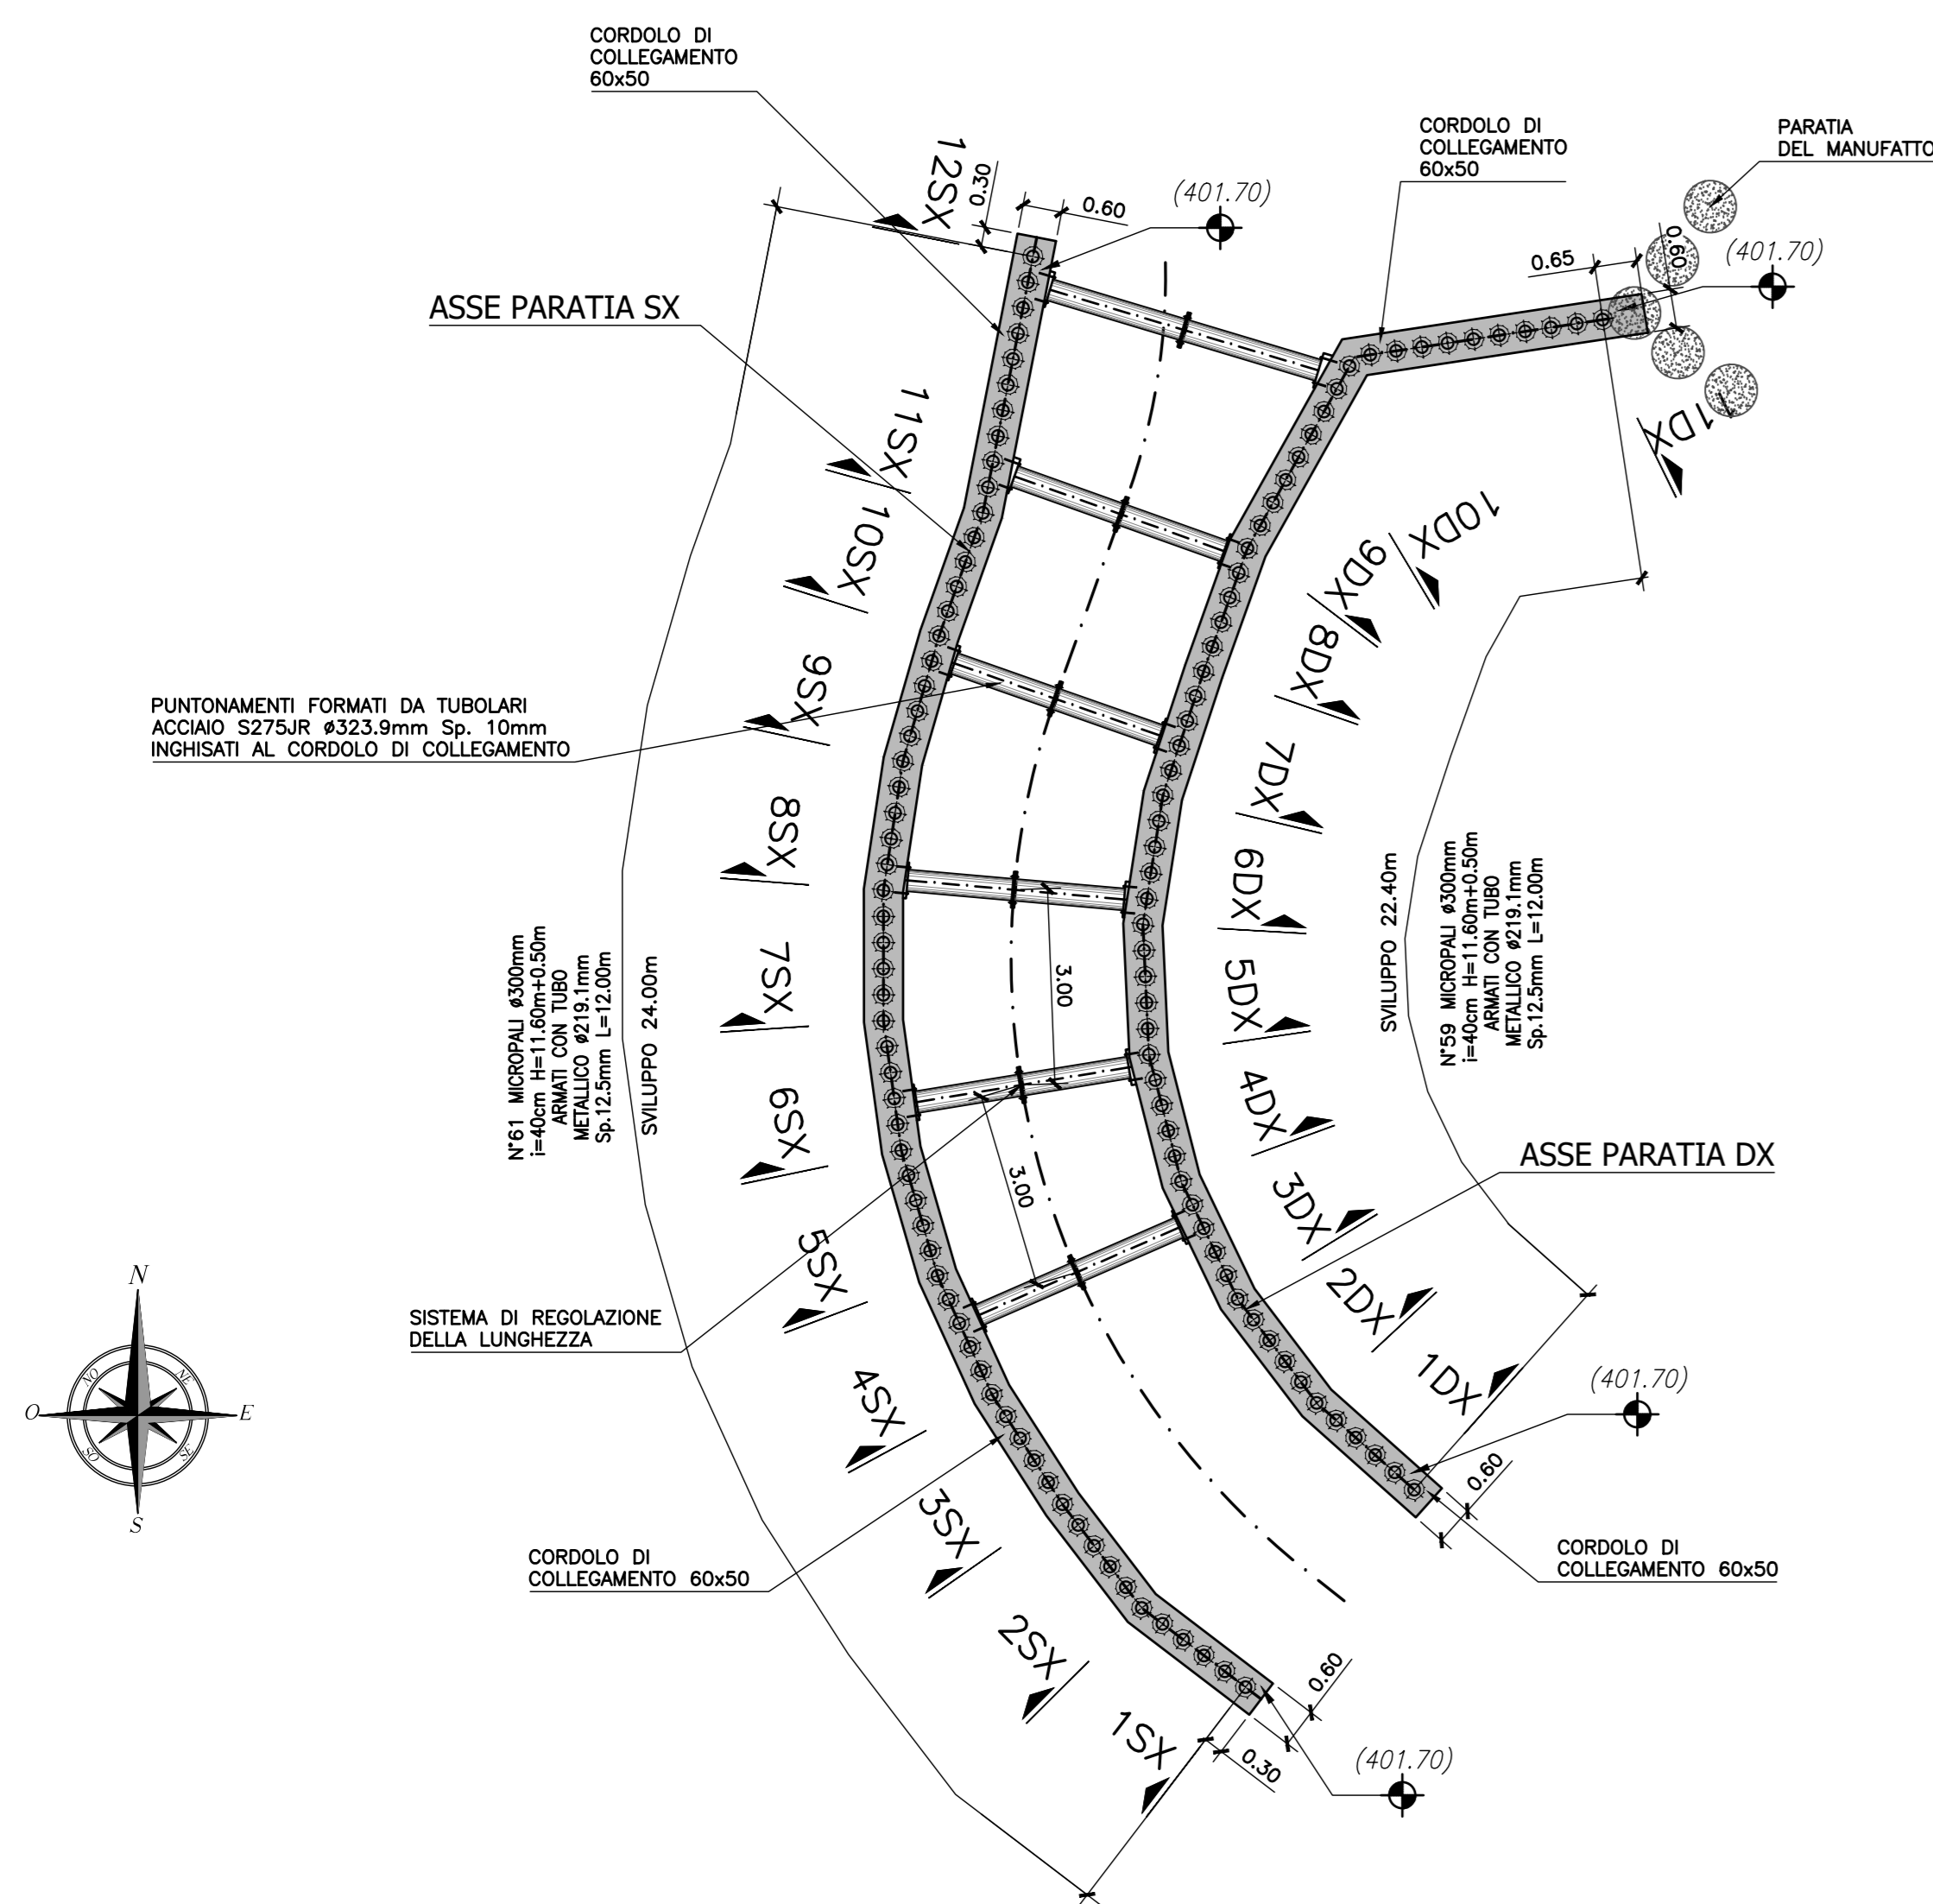 CORDOLO DI
COLLEGAMENTO
60x50
CORDOLO DI
COLLEGAMENTO
60x50
PARATIA
DEL MANUFATTO
12SX
0.30
0.60
(401.70)
0.65
0.60
(401.70)
ASSE PARATIA SX
11SX
11DX
10SX
10DX
9DX
8DX
9SX
PUNTONAMENTI FORMATI DA TUBOLARI
ACCIAIO S275JR ø323.9mm Sp. 10mm
INGHISATI AL CORDOLO DI COLLEGAMENTO
7DX
8SX
6DX
7SX
5DX
3.00
N°61 MICROPALI ø300mm
i=40cm H=11.60m+0.50m
ARMATI CON TUBO
METALLICO ø219.1mm
Sp.12.5mm L=12.00m
SVILUPPO 24.00m
SVILUPPO 22.40m
N°59 MICROPALI ø300mm
i=40cm H=11.60m+0.50m
ARMATI CON TUBO
METALLICO ø219.1mm
Sp.12.5mm L=12.00m
6SX
4DX
3.00
ASSE PARATIA DX
3DX
5SX
2DX
SISTEMA DI REGOLAZIONE
DELLA LUNGHEZZA
1DX
(401.70)
4SX
0.60
3SX
CORDOLO DI
COLLEGAMENTO 60x50
CORDOLO DI
COLLEGAMENTO 60x50
2SX
0.60
1SX
0.30
(401.70)
N
NO
NE
O
E
SO
SE
S